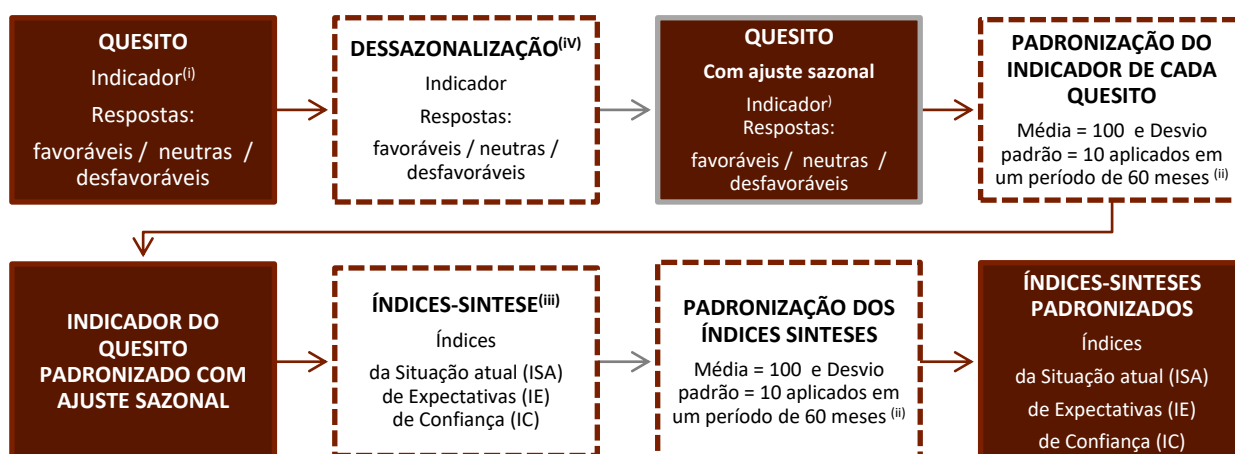 QUESITO
Indicador(i)
Respostas:
favoráveis / neutras /
desfavoráveis
DESSAZONALIZAÇÃO(iV)
Indicador
Respostas:
favoráveis / neutras /
desfavoráveis
QUESITO
Com ajuste sazonal
Indicador)
Respostas:
favoráveis / neutras /
desfavoráveis
PADRONIZAÇÃO DO
INDICADOR DE CADA
QUESITO
Média = 100 e Desvio
padrão = 10 aplicados em
um período de 60 meses (ii)
INDICADOR DO
QUESITO
PADRONIZADO COM
AJUSTE SAZONAL
ÍNDICES-SINTESE(iii)
Índices
da Situação atual (ISA)
de Expectativas (IE)
de Confiança (IC)
PADRONIZAÇÃO DOS
ÍNDICES SINTESES
Média = 100 e Desvio
padrão = 10 aplicados em
um período de 60 meses (ii)
ÍNDICES-SINTESES
PADRONIZADOS
Índices
da Situação atual (ISA)
de Expectativas (IE)
de Confiança (IC)